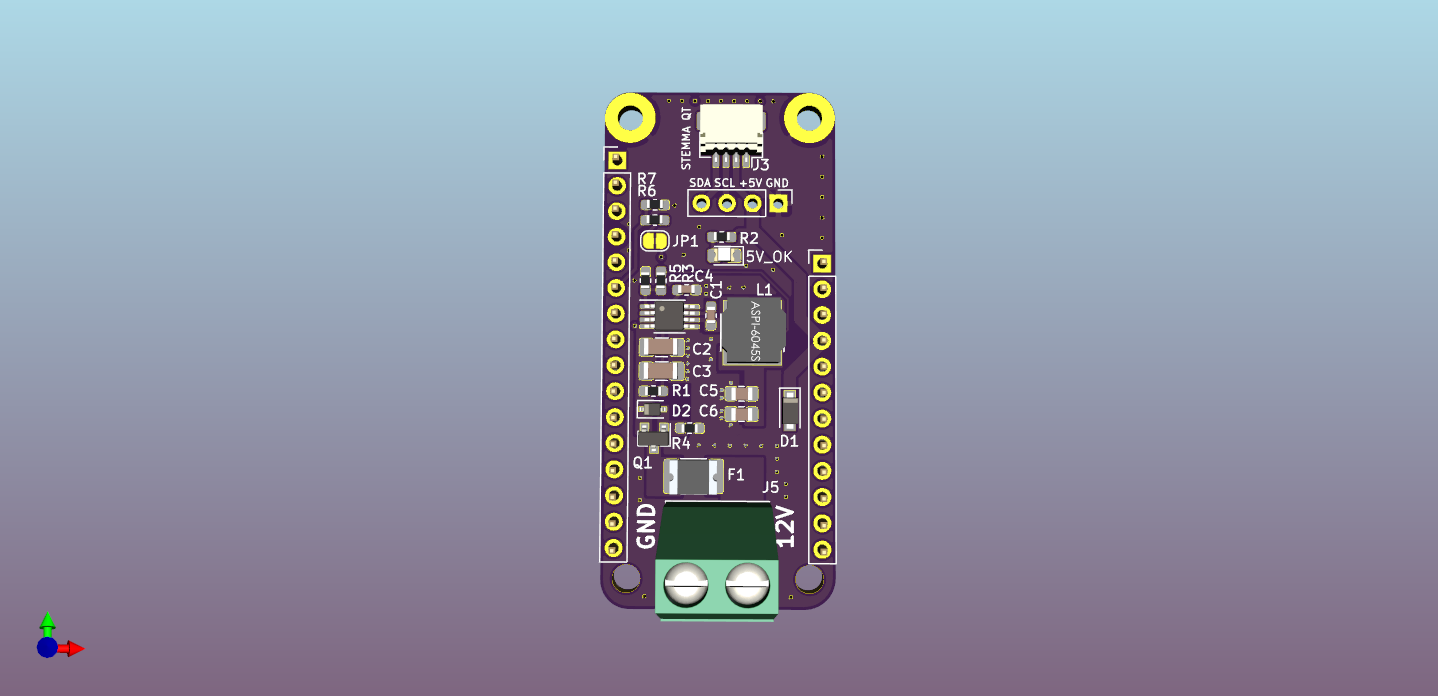 STEMMA QT
J3
R7
R6
SDA SCL +5V GND
JP1
R2
5V_OK
R5
R3
C4
C1
L1
ASPI-6045S
C2
C3
R1
C5
D2
C6
R4
D1
Q1
F1
J5
GND
12V